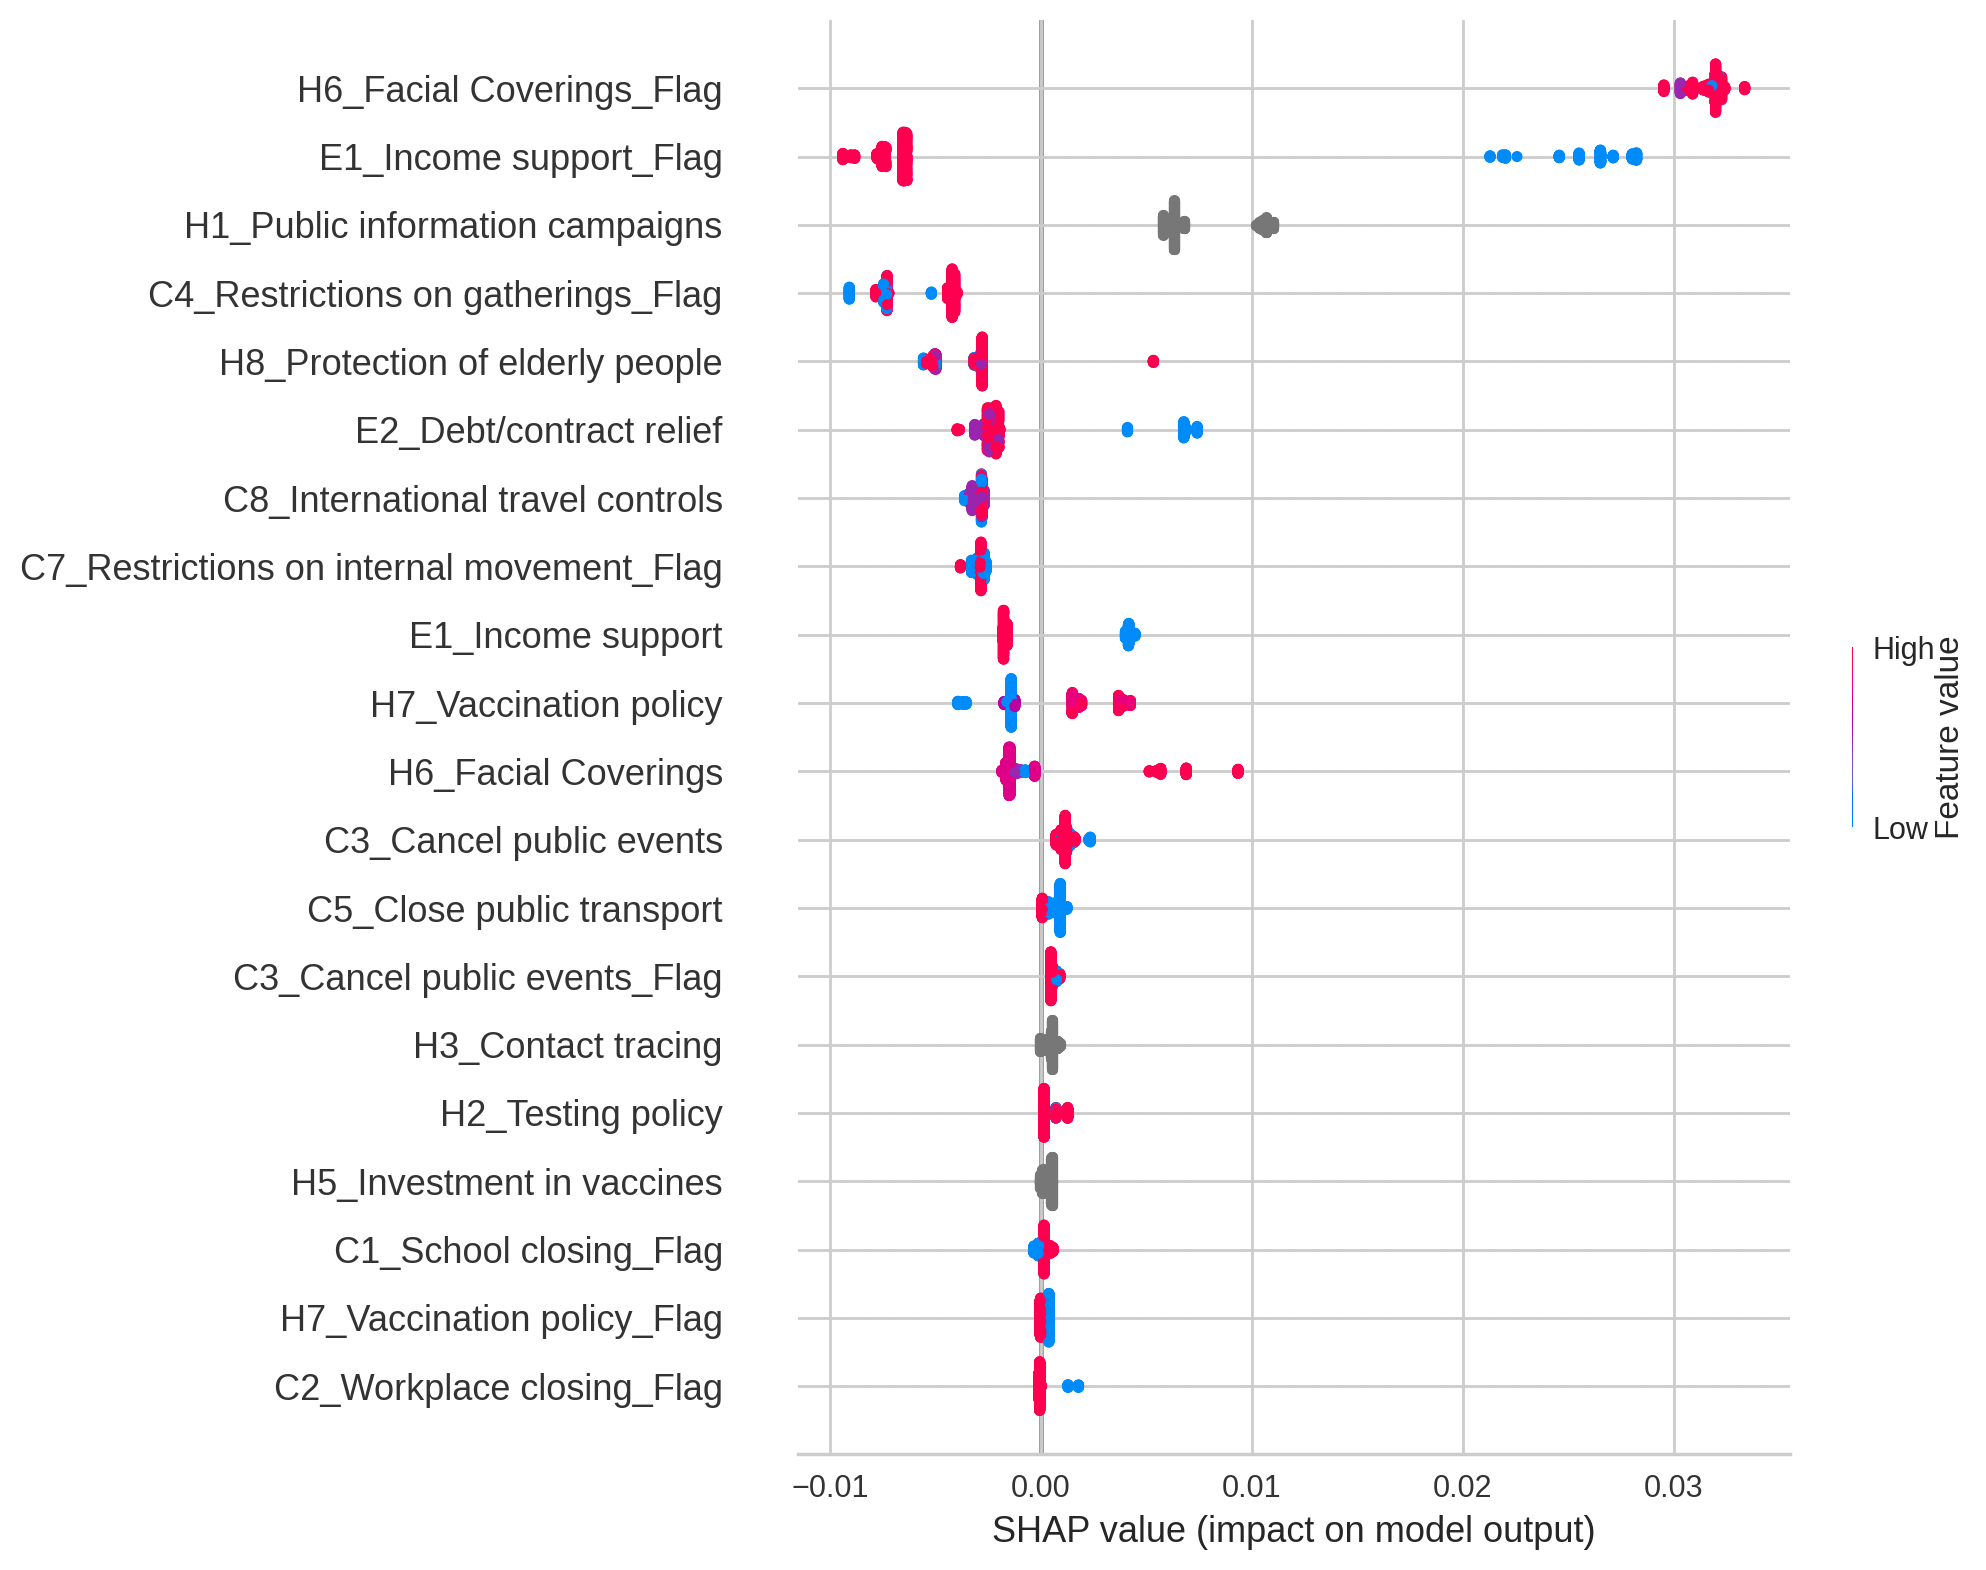 H6_Facial Coverings_Flag
E1_Income support_Flag
H1_Public information campaigns
C4_Restrictions on gatherings_Flag
H8_Protection of elderly people
E2_Debt/contract relief
C8_International travel controls
C7_Restrictions on internal movement_Flag
E1_Income support
H7_Vaccination policy
H6_Facial Coverings
C3_Cancel public events
C5_Close public transport
C3_Cancel public events_Flag
H3_Contact tracing
H2_Testing policy
H5_Investment in vaccines
C1_School closing_Flag
H7_Vaccination policy_Flag
C2_Workplace closing_Flag
−0.01 0.00 0.01 0.02 0.03
SHAP value (impact on model output)
High
Low
Feature value